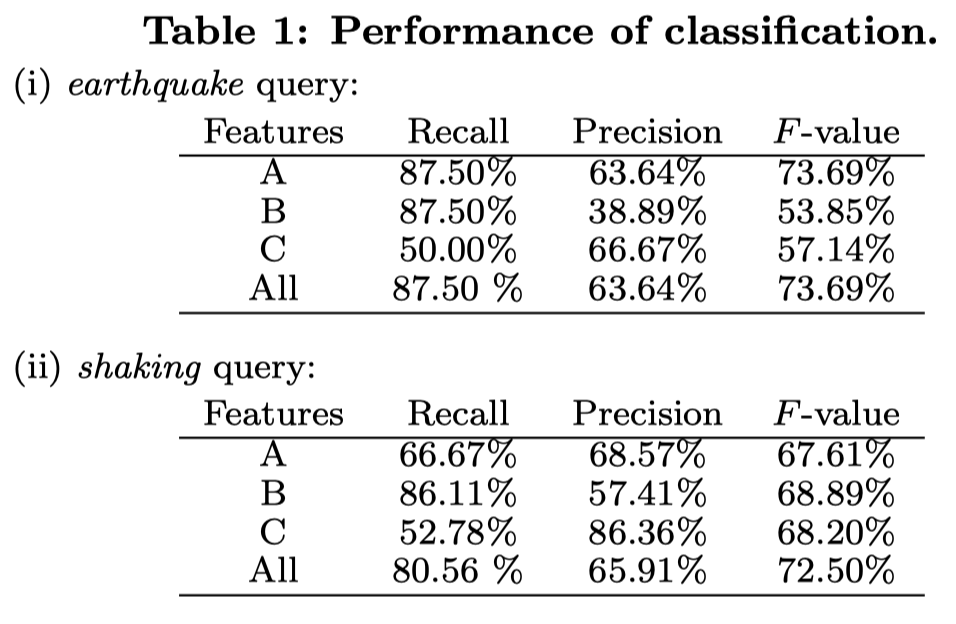 Table 1: Performance of classification.
(i) earthquake query:
Features Recall Precision F-value
A 87.50% 63.64% 73.69%
B 87.50% 38.89% 53.85%
C 50.00% 66.67% 57.14%
All 87.50 % 63.64% 73.69%
(ii) shaking query:
Features Recall Precision F-value
A 66.67% 68.57% 67.61%
B 86.11% 57.41% 68.89%
C 52.78% 86.36% 68.20%
All 80.56 % 65.91% 72.50%